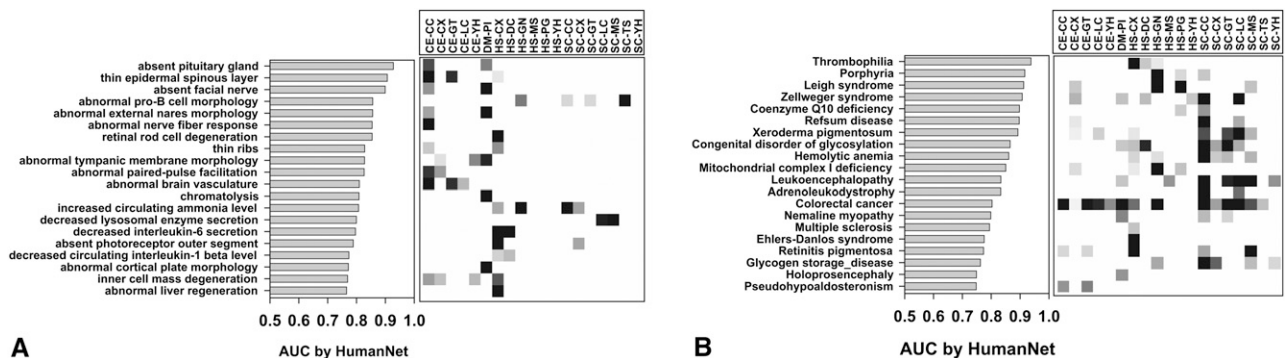 CE-CC CE-CX CE-GT CE-LC CE-YH DM-PI HS-CX HS-DC HS-GN HS-MS HS-PG HS-YH SC-CC SC-CX SC-GT SC-LC SC-MS SC-TS SC-YH
absent pituitary gland
thin epidermal spinous layer
absent facial nerve
abnormal pro-B cell morphology
abnormal external nares morphology
abnormal nerve fiber response
retinal rod cell degeneration
thin ribs
abnormal tympanic membrane morphology
abnormal paired-pulse facilitation
abnormal brain vasculature
chromatolysis
increased circulating ammonia level
decreased lysosomal enzyme secretion
decreased interleukin-6 secretion
absent photoreceptor outer segment
decreased circulating interleukin-1 beta level
abnormal cortical plate morphology
inner cell mass degeneration
abnormal liver regeneration
0.5 0.6 0.7 0.8 0.9 1.0
A AUC by HumanNet
CE-CC CE-CX CE-GT CE-LC CE-YH DM-PI HS-CX HS-DC HS-GN HS-MS HS-PG HS-YH SC-CC SC-CX SC-GT SC-LC SC-MS SC-TS SC-YH
Thrombophilia
Porphyria
Leigh syndrome
Zellweger syndrome
Coenzyme Q10 deficiency
Refsum disease
Xeroderma pigmentosum
Congenital disorder of glycosylation
Hemolytic anemia
Mitochondrial complex I deficiency
Leukoencephalopathy
Adrenoleukodystrophy
Colorectal cancer
Nemaline myopathy
Multiple sclerosis
Ehlers-Danlos syndrome
Retinitis pigmentosa
Glycogen storage_disease
Holoprosencephaly
Pseudohypoaldosteronism
0.5 0.6 0.7 0.8 0.9 1.0
B AUC by HumanNet